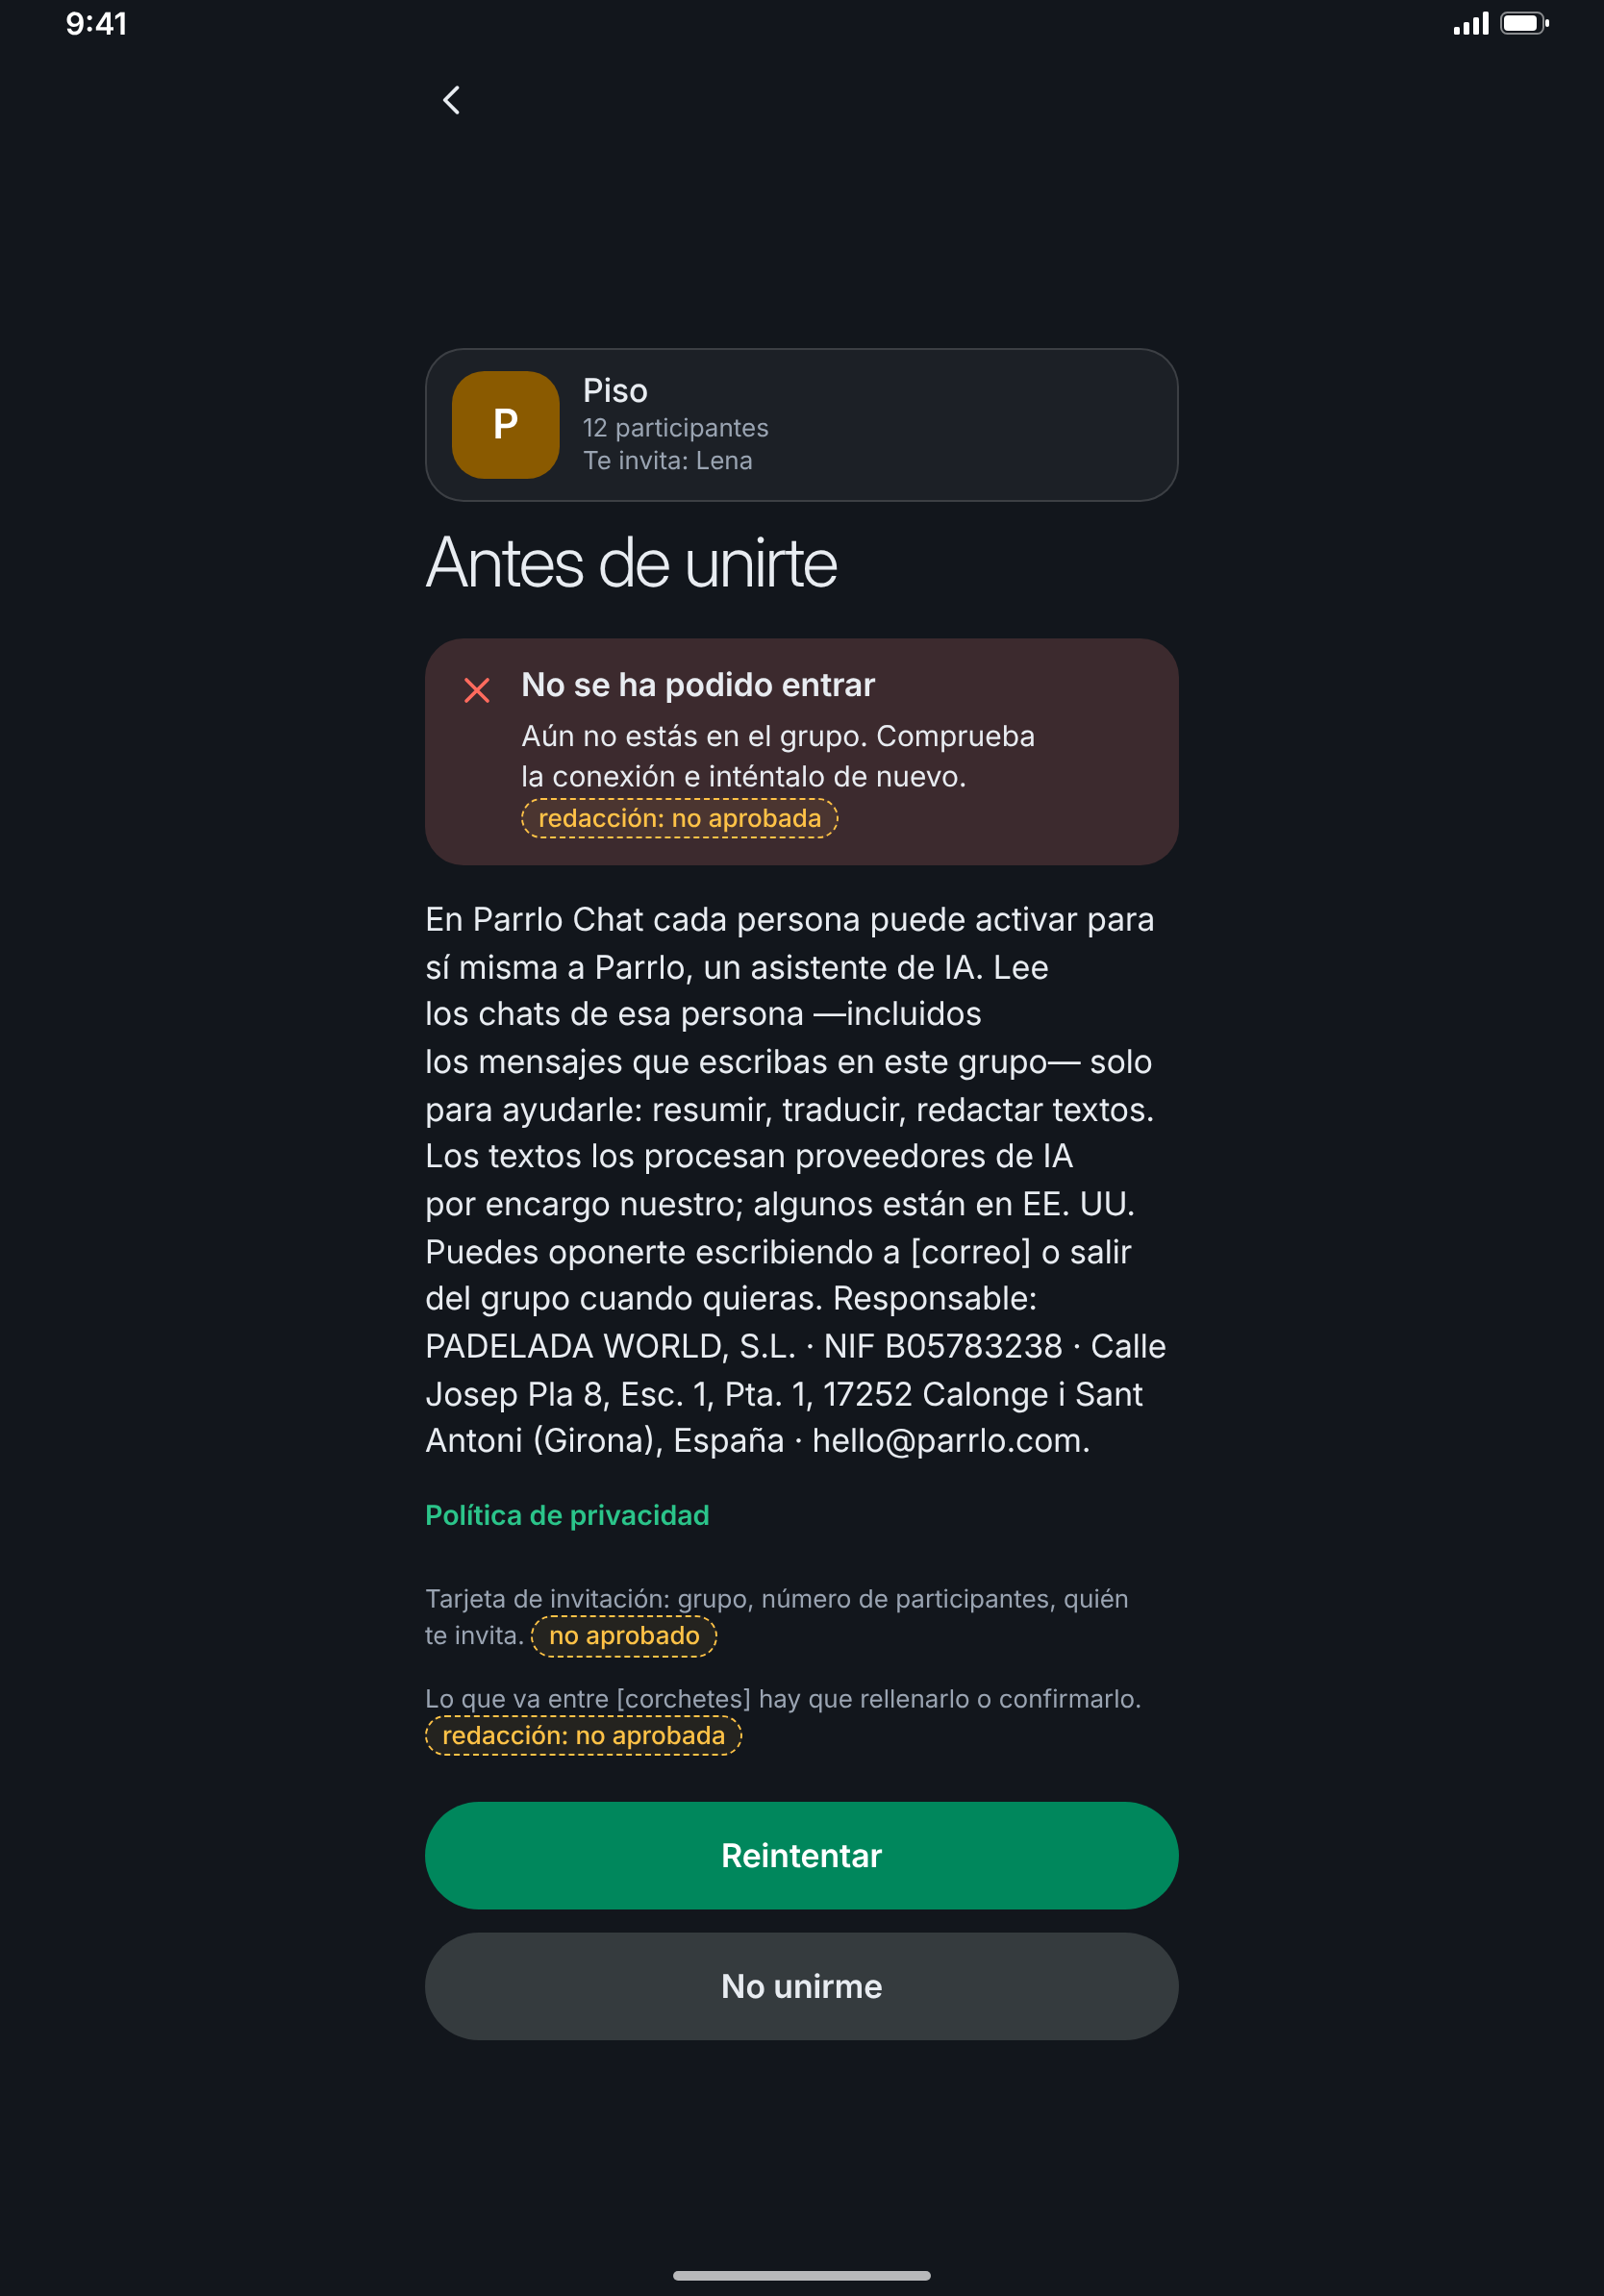 9:41
P
Piso
12 participantes
Te invita: Lena
Antes de unirte
No se ha podido entrar
Aún no estás en el grupo. Comprueba
la conexión e inténtalo de nuevo.
redacción: no aprobada
En Parrlo Chat cada persona puede activar para
sí misma a Parrlo, un asistente de IA. Lee
los chats de esa persona —incluidos
los mensajes que escribas en este grupo— solo
para ayudarle: resumir, traducir, redactar textos.
Los textos los procesan proveedores de IA
por encargo nuestro; algunos están en EE. UU.
Puedes oponerte escribiendo a [correo] o salir
del grupo cuando quieras. Responsable:
PADELADA WORLD, S.L. · NIF B05783238 · Calle
Josep Pla 8, Esc. 1, Pta. 1, 17252 Calonge i Sant
Antoni (Girona), España · hello@parrlo.com.
Política de privacidad
Tarjeta de invitación: grupo, número de participantes, quién
te invita. no aprobado
Lo que va entre [corchetes] hay que rellenarlo o confirmarlo.
redacción: no aprobada
Reintentar
No unirme